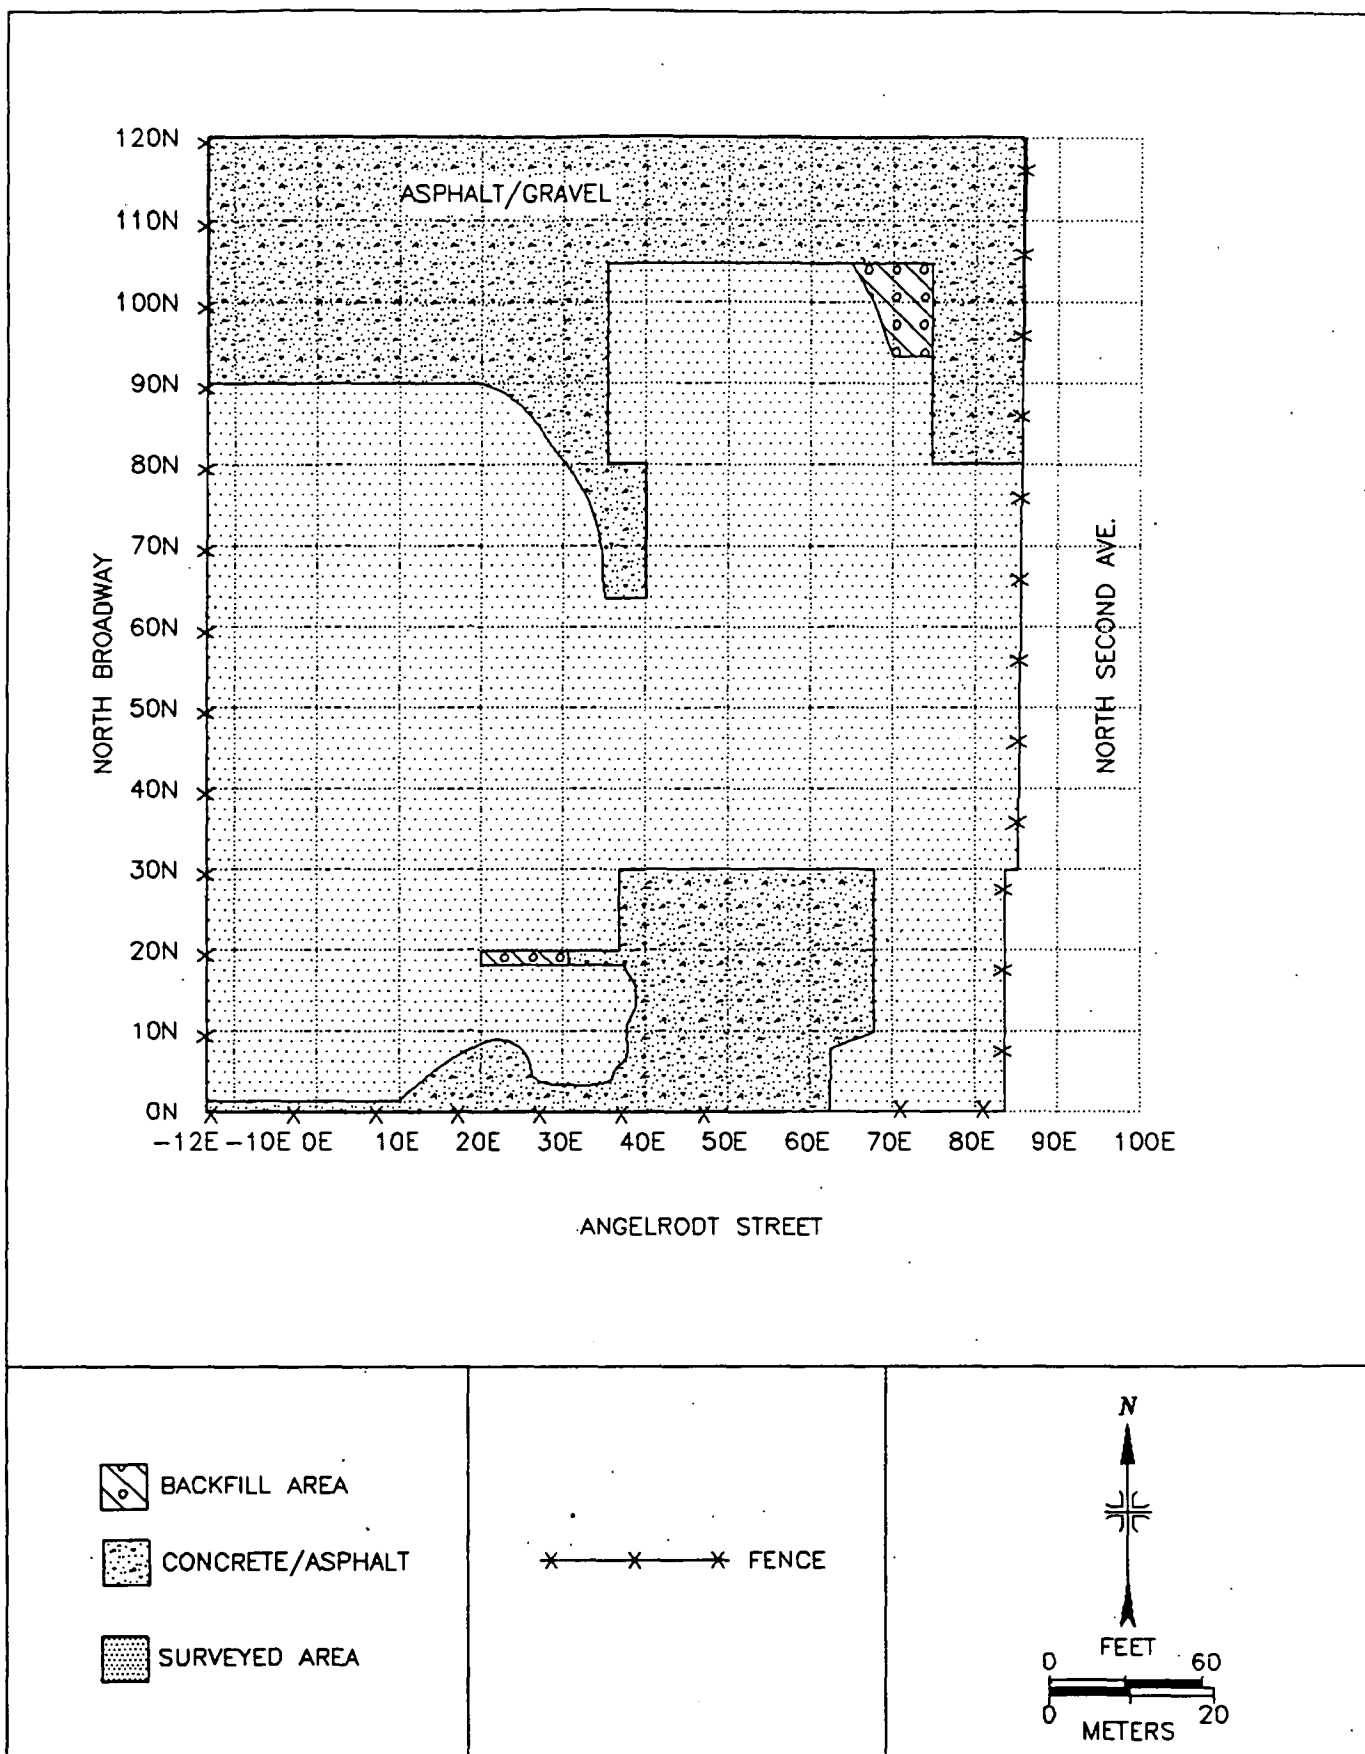 120N
ASPHALT/GRAVEL
110N
100N
90N
80N
70N
60N
50N
40N
30N
20N
10N
0N
NORTH BROADWAY
NORTH SECOND AVE.
-12E -10E 0E 10E 20E 30E 40E 50E 60E 70E 80E 90E 100E
ANGELRODT STREET
BACKFILL AREA
CONCRETE/ASPHALT
SURVEYED AREA
FENCE
N
FEET
0 60
0 20
METERS